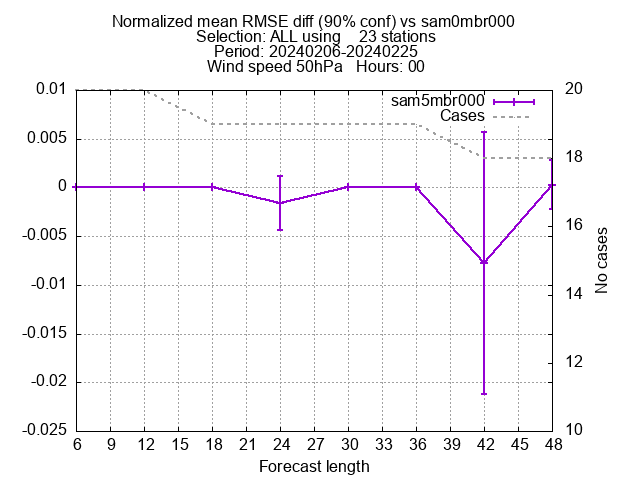 Normalized mean RMSE diff (90% conf) vs sam0mbr000
Selection: ALL using    23 stations
Period: 20240206-20240225
Wind speed 50hPa   Hours: 00
sam5mbr000
Cases
0.01
0.005
0
-0.005
-0.01
-0.015
-0.02
-0.025
20
18
16
14
12
10
No cases
6 9 12 15 18 21 24 27 30 33 36 39 42 45 48
Forecast length